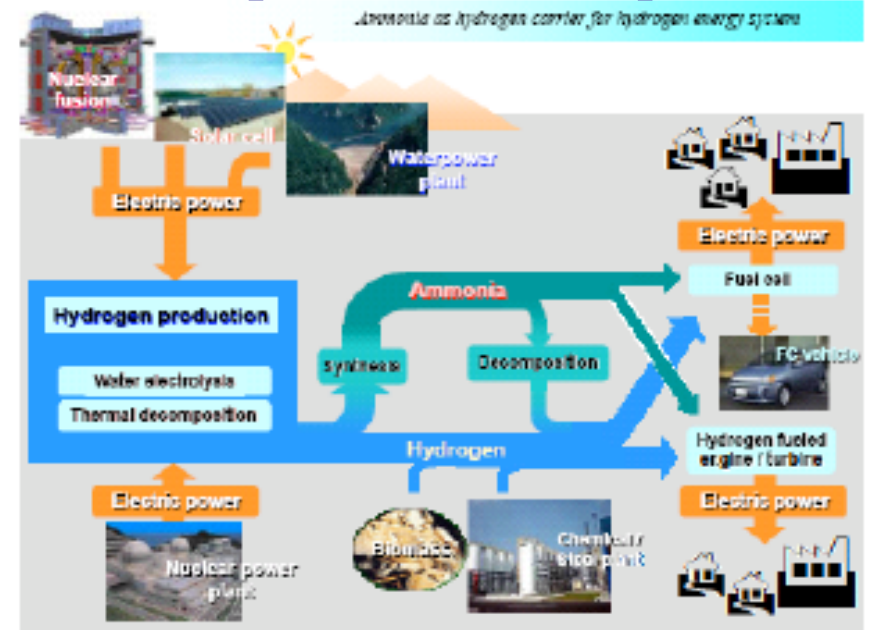 Ammonia as hydrogen carrier for hydrogen energy system
Nuclear
fusion
Solar cell
Waterpower
plant
Electric power
Electric power
Hydrogen production
Ammonia
Fuel cell
Synthesis
Decomposition
FC vehicle
Water electrolysis
Thermal decomposition
Hydrogen
Hydrogen fueled
engine / turbine
Electric power
Electric power
Biomass
Chemical /
steel plant
Nuclear power
plant